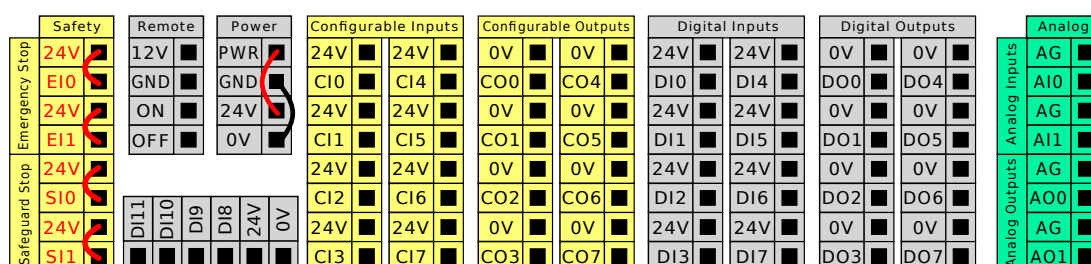 Safety
Emergency Stop
24V
EI0
24V
EI1
Safeguard Stop
24V
SI0
24V
SI1
Remote
12V
GND
ON
OFF
Power
PWR
GND
24V
0V
DI11
DI10
DI9
DI8
24V
0V
Configurable Inputs
24V 24V
CI0 CI4
24V 24V
CI1 CI5
24V 24V
CI2 CI6
24V 24V
CI3 CI7
Configurable Outputs
0V 0V
CO0 CO4
0V 0V
CO1 CO5
0V 0V
CO2 CO6
0V 0V
CO3 CO7
Digital Inputs
24V 24V
DI0 DI4
24V 24V
DI1 DI5
24V 24V
DI2 DI6
24V 24V
DI3 DI7
Digital Outputs
0V 0V
DO0 DO4
0V 0V
DO1 DO5
0V 0V
DO2 DO6
0V 0V
DO3 DO7
Analog
Analog Inputs
AG
AI0
AG
AI1
Analog Outputs
AG
AO0
AG
AO1